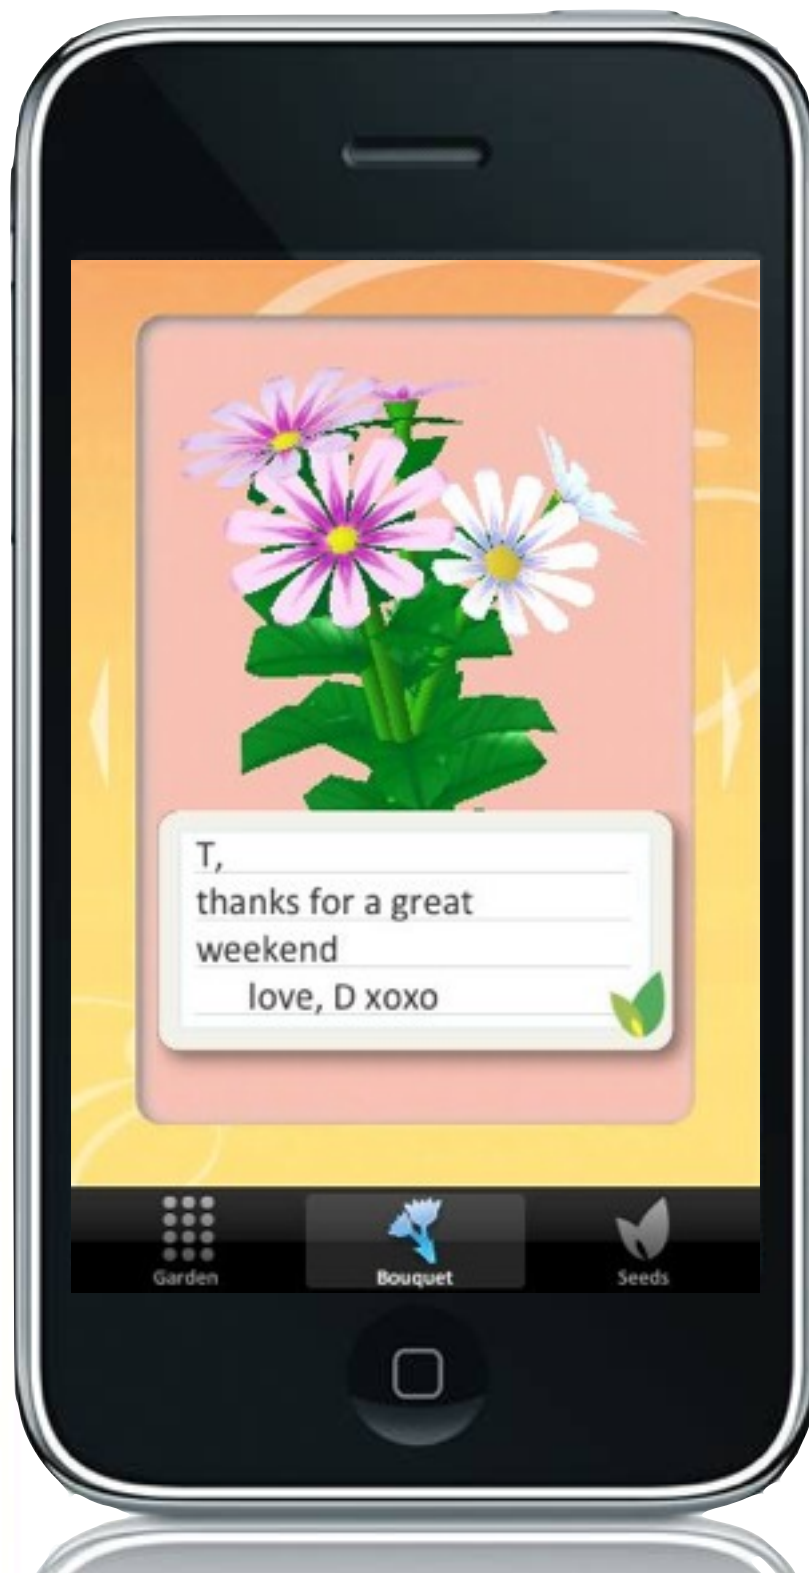 T,
thanks for a great
weekend
love, D xoxo
Garden
Bouquet
Seeds